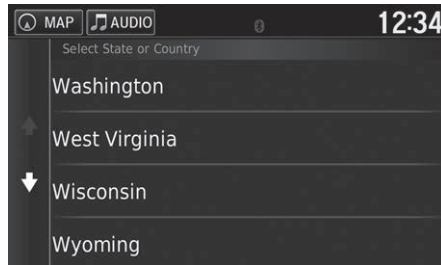 MAP AUDIO 12:34
Select State or Country
Washington
West Virginia
Wisconsin
Wyoming